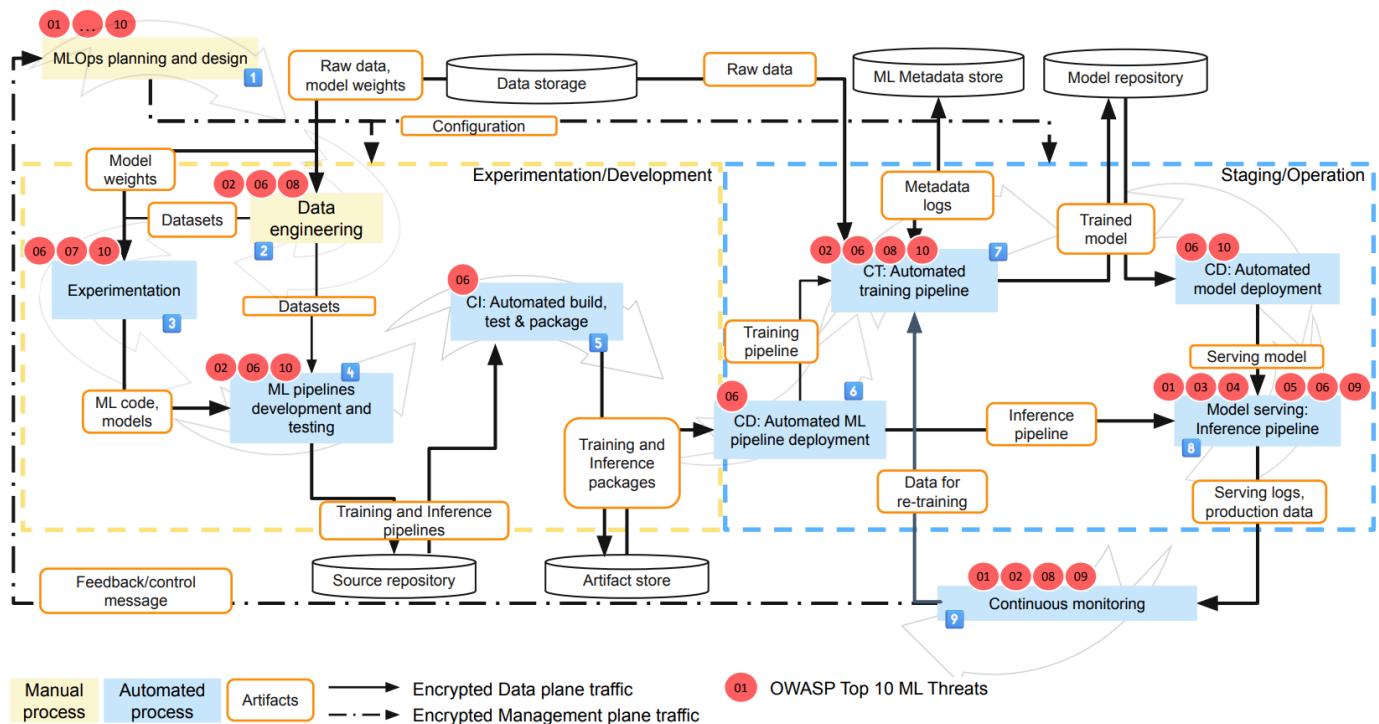 01 ... 10
MLOps planning and design
1
Raw data,
model weights
Data storage
Raw data
ML Metadata store
Model repository
Configuration
Model
weights
02 06 08
Datasets
Data
engineering
2
Experimentation/Development
Metadata
logs
Staging/Operation
Trained
model
06 07 10
Experimentation
3
Datasets
06
CI: Automated build,
test & package
5
02 06 08 10
7
CT: Automated
training pipeline
06 10
CD: Automated
model deployment
Training
pipeline
Serving model
02 06 10
4
ML pipelines
development and
testing
ML code,
models
06
6
CD: Automated ML
pipeline deployment
Inference
pipeline
01 03 04 05 06 09
Model serving:
Inference pipeline
8
Training and
Inference
packages
Data for
re-training
Serving logs,
production data
Training and Inference
pipelines
Source repository
Artifact store
Feedback/control
message
01 02 08 09
Continuous monitoring
9
Manual
process
Automated
process
Artifacts
Encrypted Data plane traffic
Encrypted Management plane traffic
01 OWASP Top 10 ML Threats